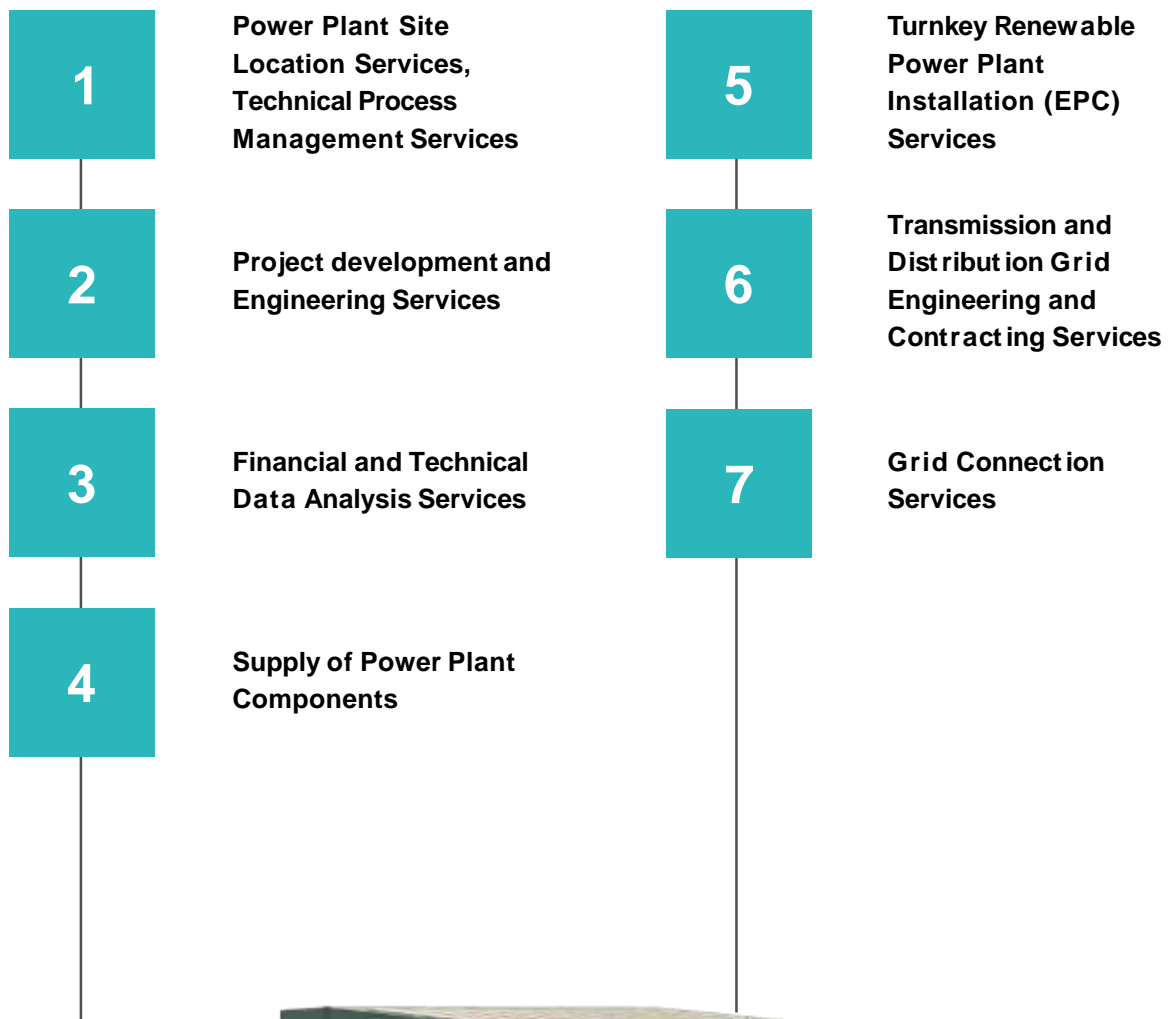 1
Power Plant Site
Location Services,
Technical Process
Management Services
2
Project development and
Engineering Services
3
Financial and Technical
Data Analysis Services
4
Supply of Power Plant
Components
5
Turnkey Renewable
Power Plant
Installation (EPC)
Services
6
Transmission and
Distribution Grid
Engineering and
Contracting Services
7
Grid Connection
Services